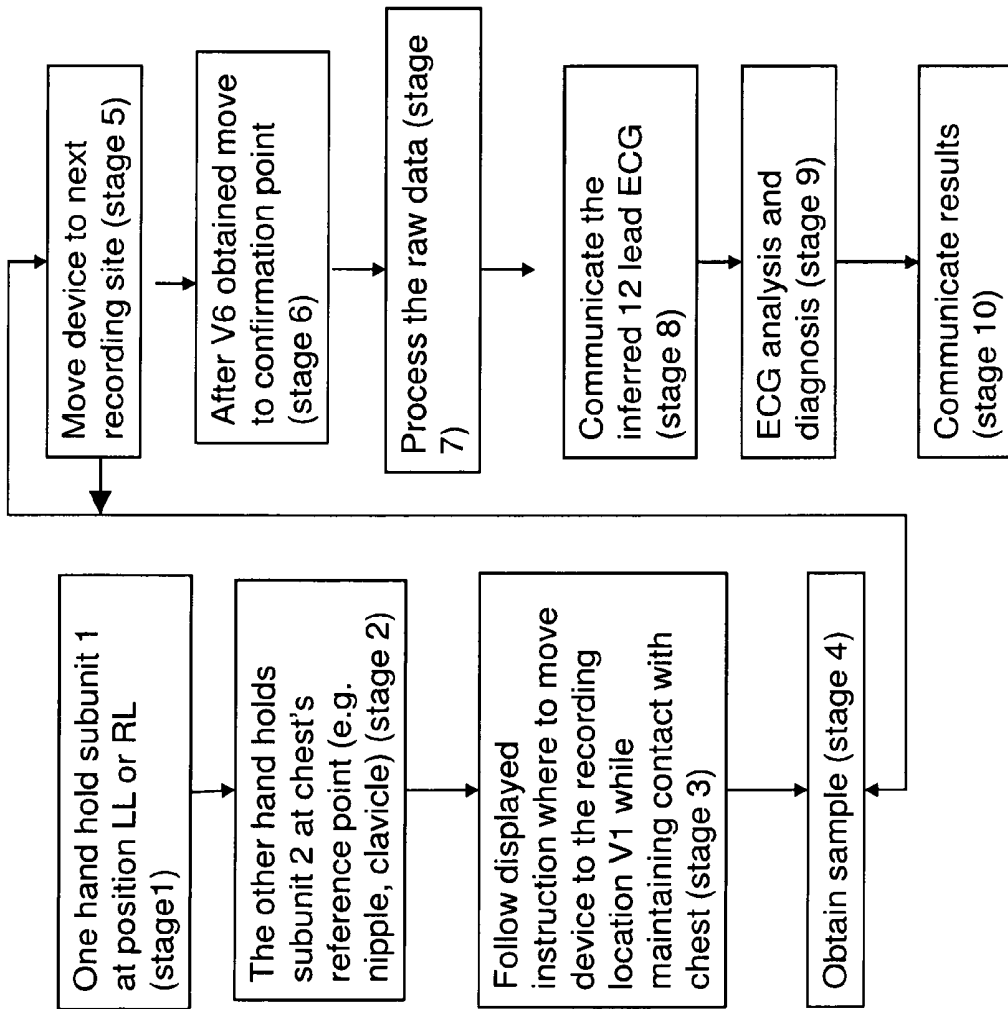 One hand hold subunit 1
at position LL or RL
(stage1)
The other hand holds
subunit 2 at chest's
reference point (e.g.
nipple, clavicle) (stage 2)
Follow displayed
instruction where to move
device to the recording
location V1 while
maintaining contact with
chest (stage 3)
Obtain sample (stage 4)
Move device to next
recording site (stage 5)
After V6 obtained move
to confirmation point
(stage 6)
Process the raw data (stage
7)
Communicate the
inferred 12 lead ECG
(stage 8)
ECG analysis and
diagnosis (stage 9)
Communicate results
(stage 10)